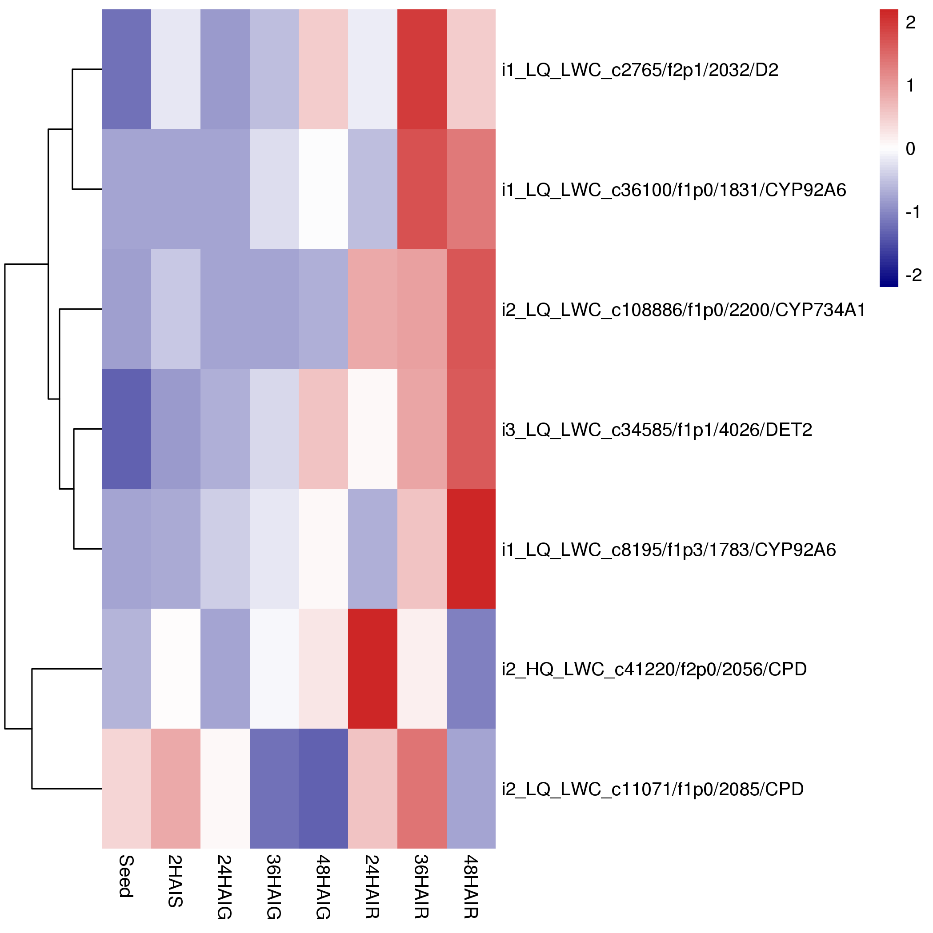 2
1
0
-1
-2
i1_LQ_LWC_c2765/f2p1/2032/D2
i1_LQ_LWC_c36100/f1p0/1831/CYP92A6
i2_LQ_LWC_c108886/f1p0/2200/CYP734A1
i3_LQ_LWC_c34585/f1p1/4026/DET2
i1_LQ_LWC_c8195/f1p3/1783/CYP92A6
i2_HQ_LWC_c41220/f2p0/2056/CPD
i2_LQ_LWC_c11071/f1p0/2085/CPD
Seed
2HAIS
24HAIG
36HAIG
48HAIG
24HAIR
36HAIR
48HAIR